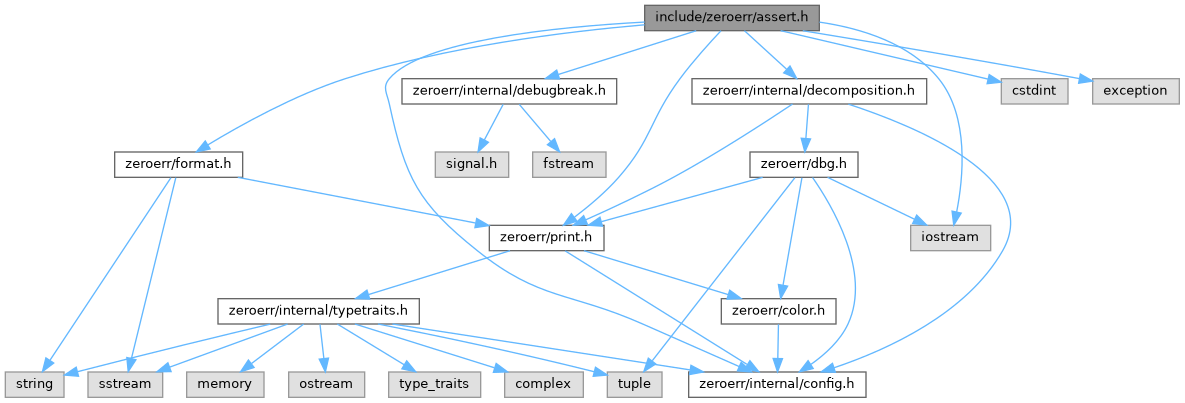 include/zeroerr/assert.h
zeroerr/internal/debugbreak.h
zeroerr/internal/decomposition.h
cstdint
exception
zeroerr/format.h
signal.h
fstream
zeroerr/dbg.h
zeroerr/print.h
iostream
zeroerr/internal/typetraits.h
zeroerr/color.h
string
sstream
memory
ostream
type_traits
complex
tuple
zeroerr/internal/config.h